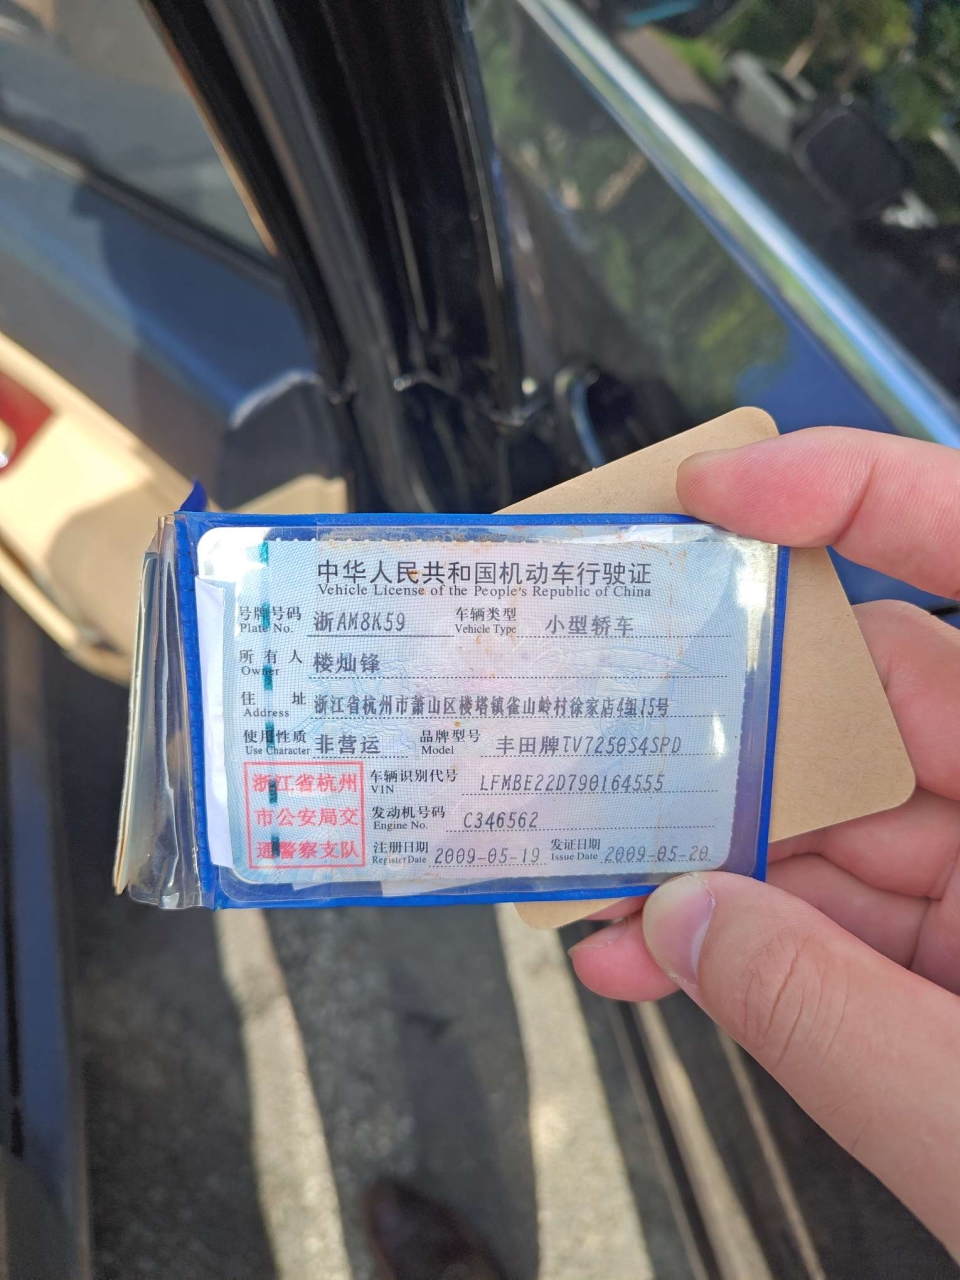 中华人民共和国机动车行驶证
Vehicle License of the People's Republic of China
号牌号码 浙AM8K59 车辆类型 小型轿车
Plate No. Vehicle Type
所有人 楼灿锋
Owner
住址 浙江省杭州市萧山区楼塔镇雀山岭村徐家店4组15号
Address
使用性质 非营运 品牌型号 丰田牌TV7250S4SPD
Use Character Model
浙江省杭州
市公安局交
通警察支队
车辆识别代号 LFMBE22D790164555
VIN
发动机号码 C346562
Engine No.
注册日期 2009-05-19 发证日期 2009-05-20
Register Date Issue Date